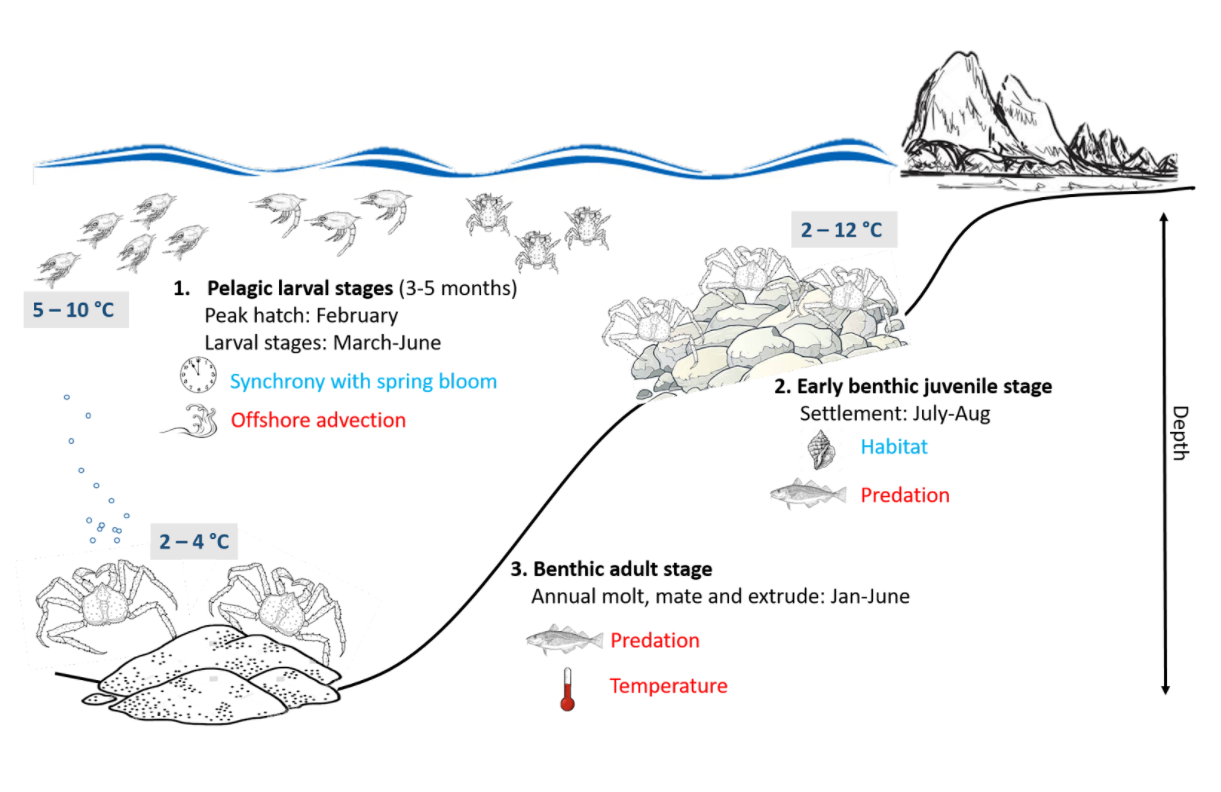 5 – 10 °C
1. Pelagic larval stages (3-5 months)
Peak hatch: February
Larval stages: March-June
Synchrony with spring bloom
Offshore advection
2 – 12 °C
2. Early benthic juvenile stage
Settlement: July-Aug
Habitat
Predation
Depth
2 – 4 °C
3. Benthic adult stage
Annual molt, mate and extrude: Jan-June
Predation
Temperature